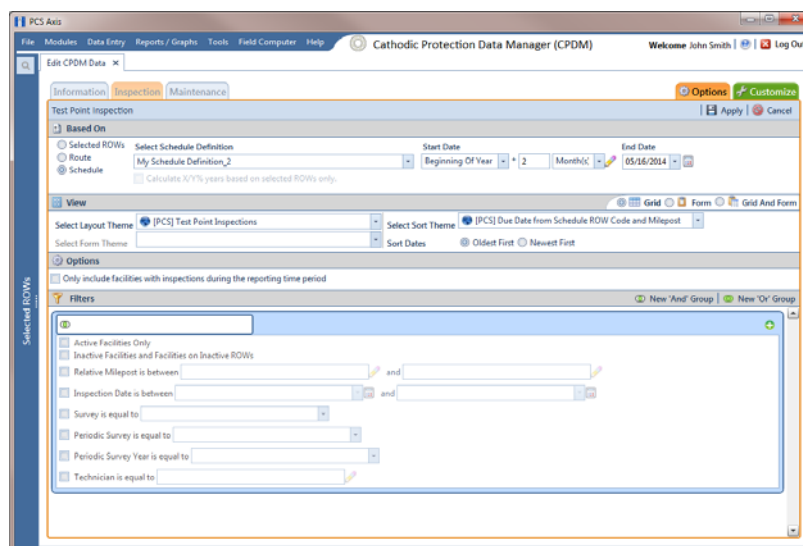 PCS Axis
File Modules Data Entry Reports / Graphs Tools Field Computer Help Cathodic Protection Data Manager (CPDM) Welcome John Smith | Log Ou
Edit CPDM Data ×
Information Inspection Maintenance Options Customize
Test Point Inspection Apply | Cancel
Based On
Selected ROWs Select Schedule Definition Start Date End Date
Route My Schedule Definition_2 Beginning Of Year 2 Month(s' 05/16/2014
Schedule Calculate X/Y% years based on selected ROWs only.
View Grid Form Grid And Form
Select Layout Theme [PCS] Test Point Inspections Select Sort Theme [PCS] Due Date from Schedule ROW Code and Milepost
Select Form Theme Sort Dates Oldest First Newest First
Options
Only include facilities with inspections during the reporting time period
Filters New 'And' Group | New 'Or' Group
Active Facilities Only
Inactive Facilities and Facilities on Inactive ROWs
Relative Milepost is between and
Inspection Date is between and
Survey is equal to
Periodic Survey is equal to
Periodic Survey Year is equal to
Technician is equal to
Selected ROWs